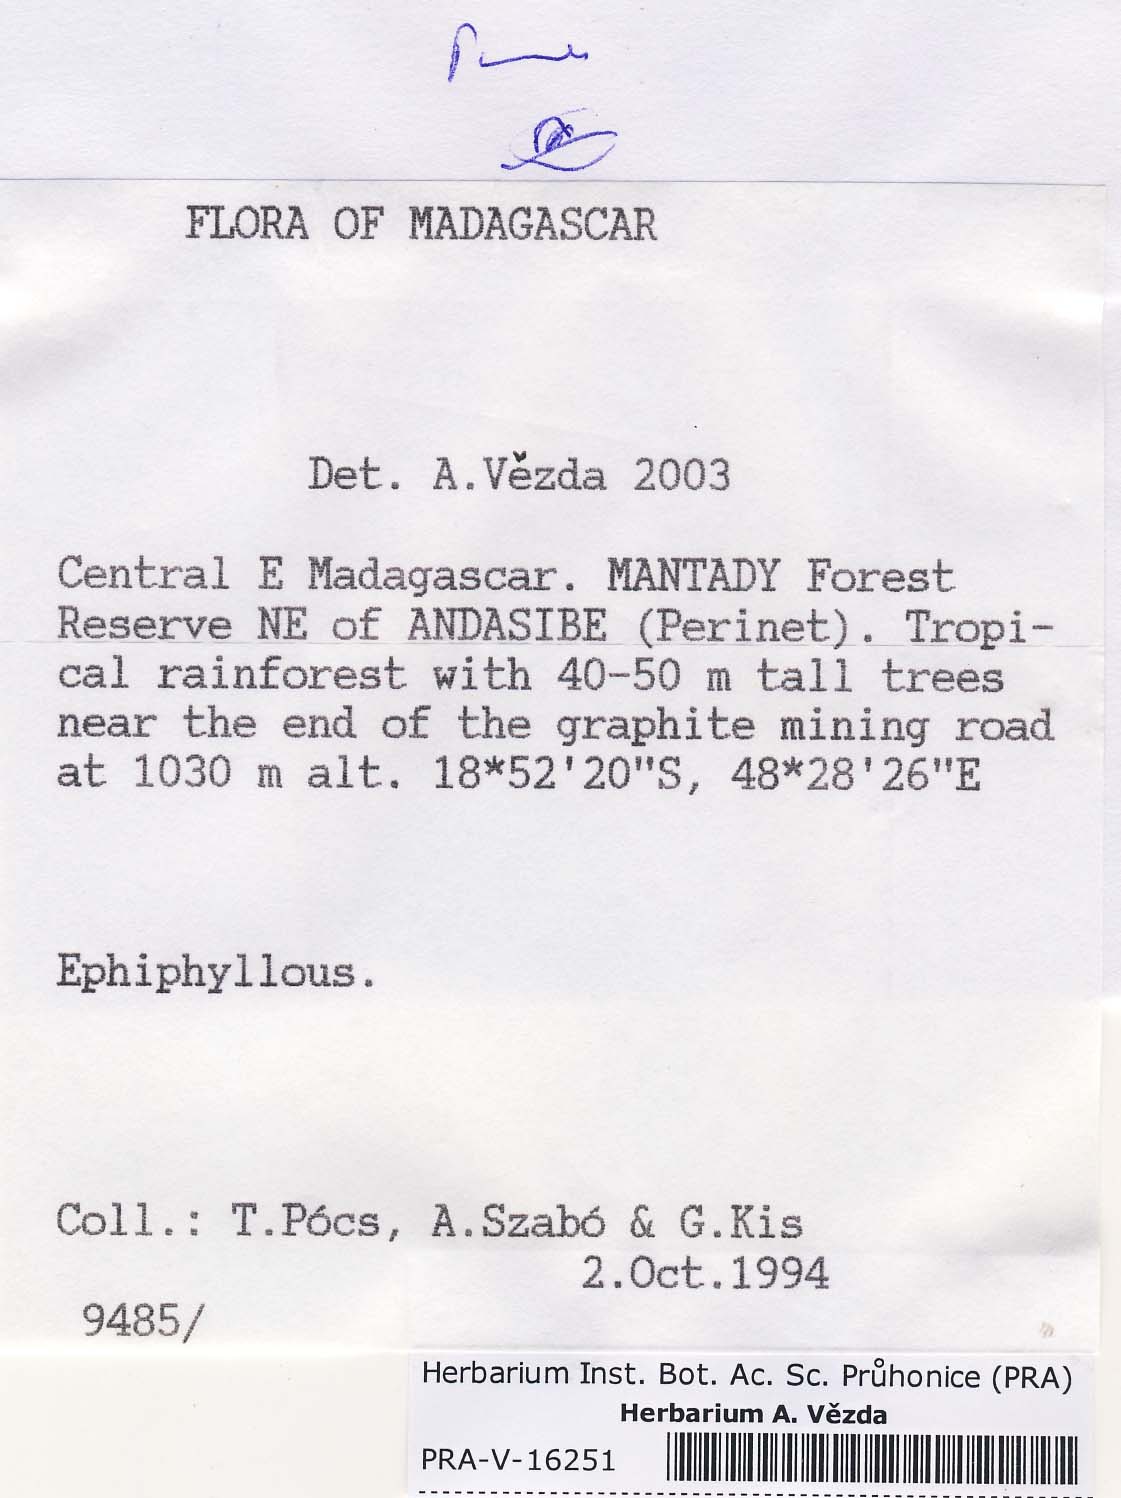 FLORA OF MADAGASCAR
Det. A.Vězda 2003
Central E Madagascar. MANTADY Forest
Reserve NE of ANDASIBE (Perinet). Tropi-
cal rainforest with 40-50 m tall trees
near the end of the graphite mining road
at 1030 m alt. 18*52'20"S, 48*28'26"E
Ephiphyllous.
Coll.: T.Pócs, A.Szabó & G.Kis
2.Oct.1994
9485/
Herbarium Inst. Bot. Ac. Sc. Průhonice (PRA)
Herbarium A. Vězda
PRA-V-16251